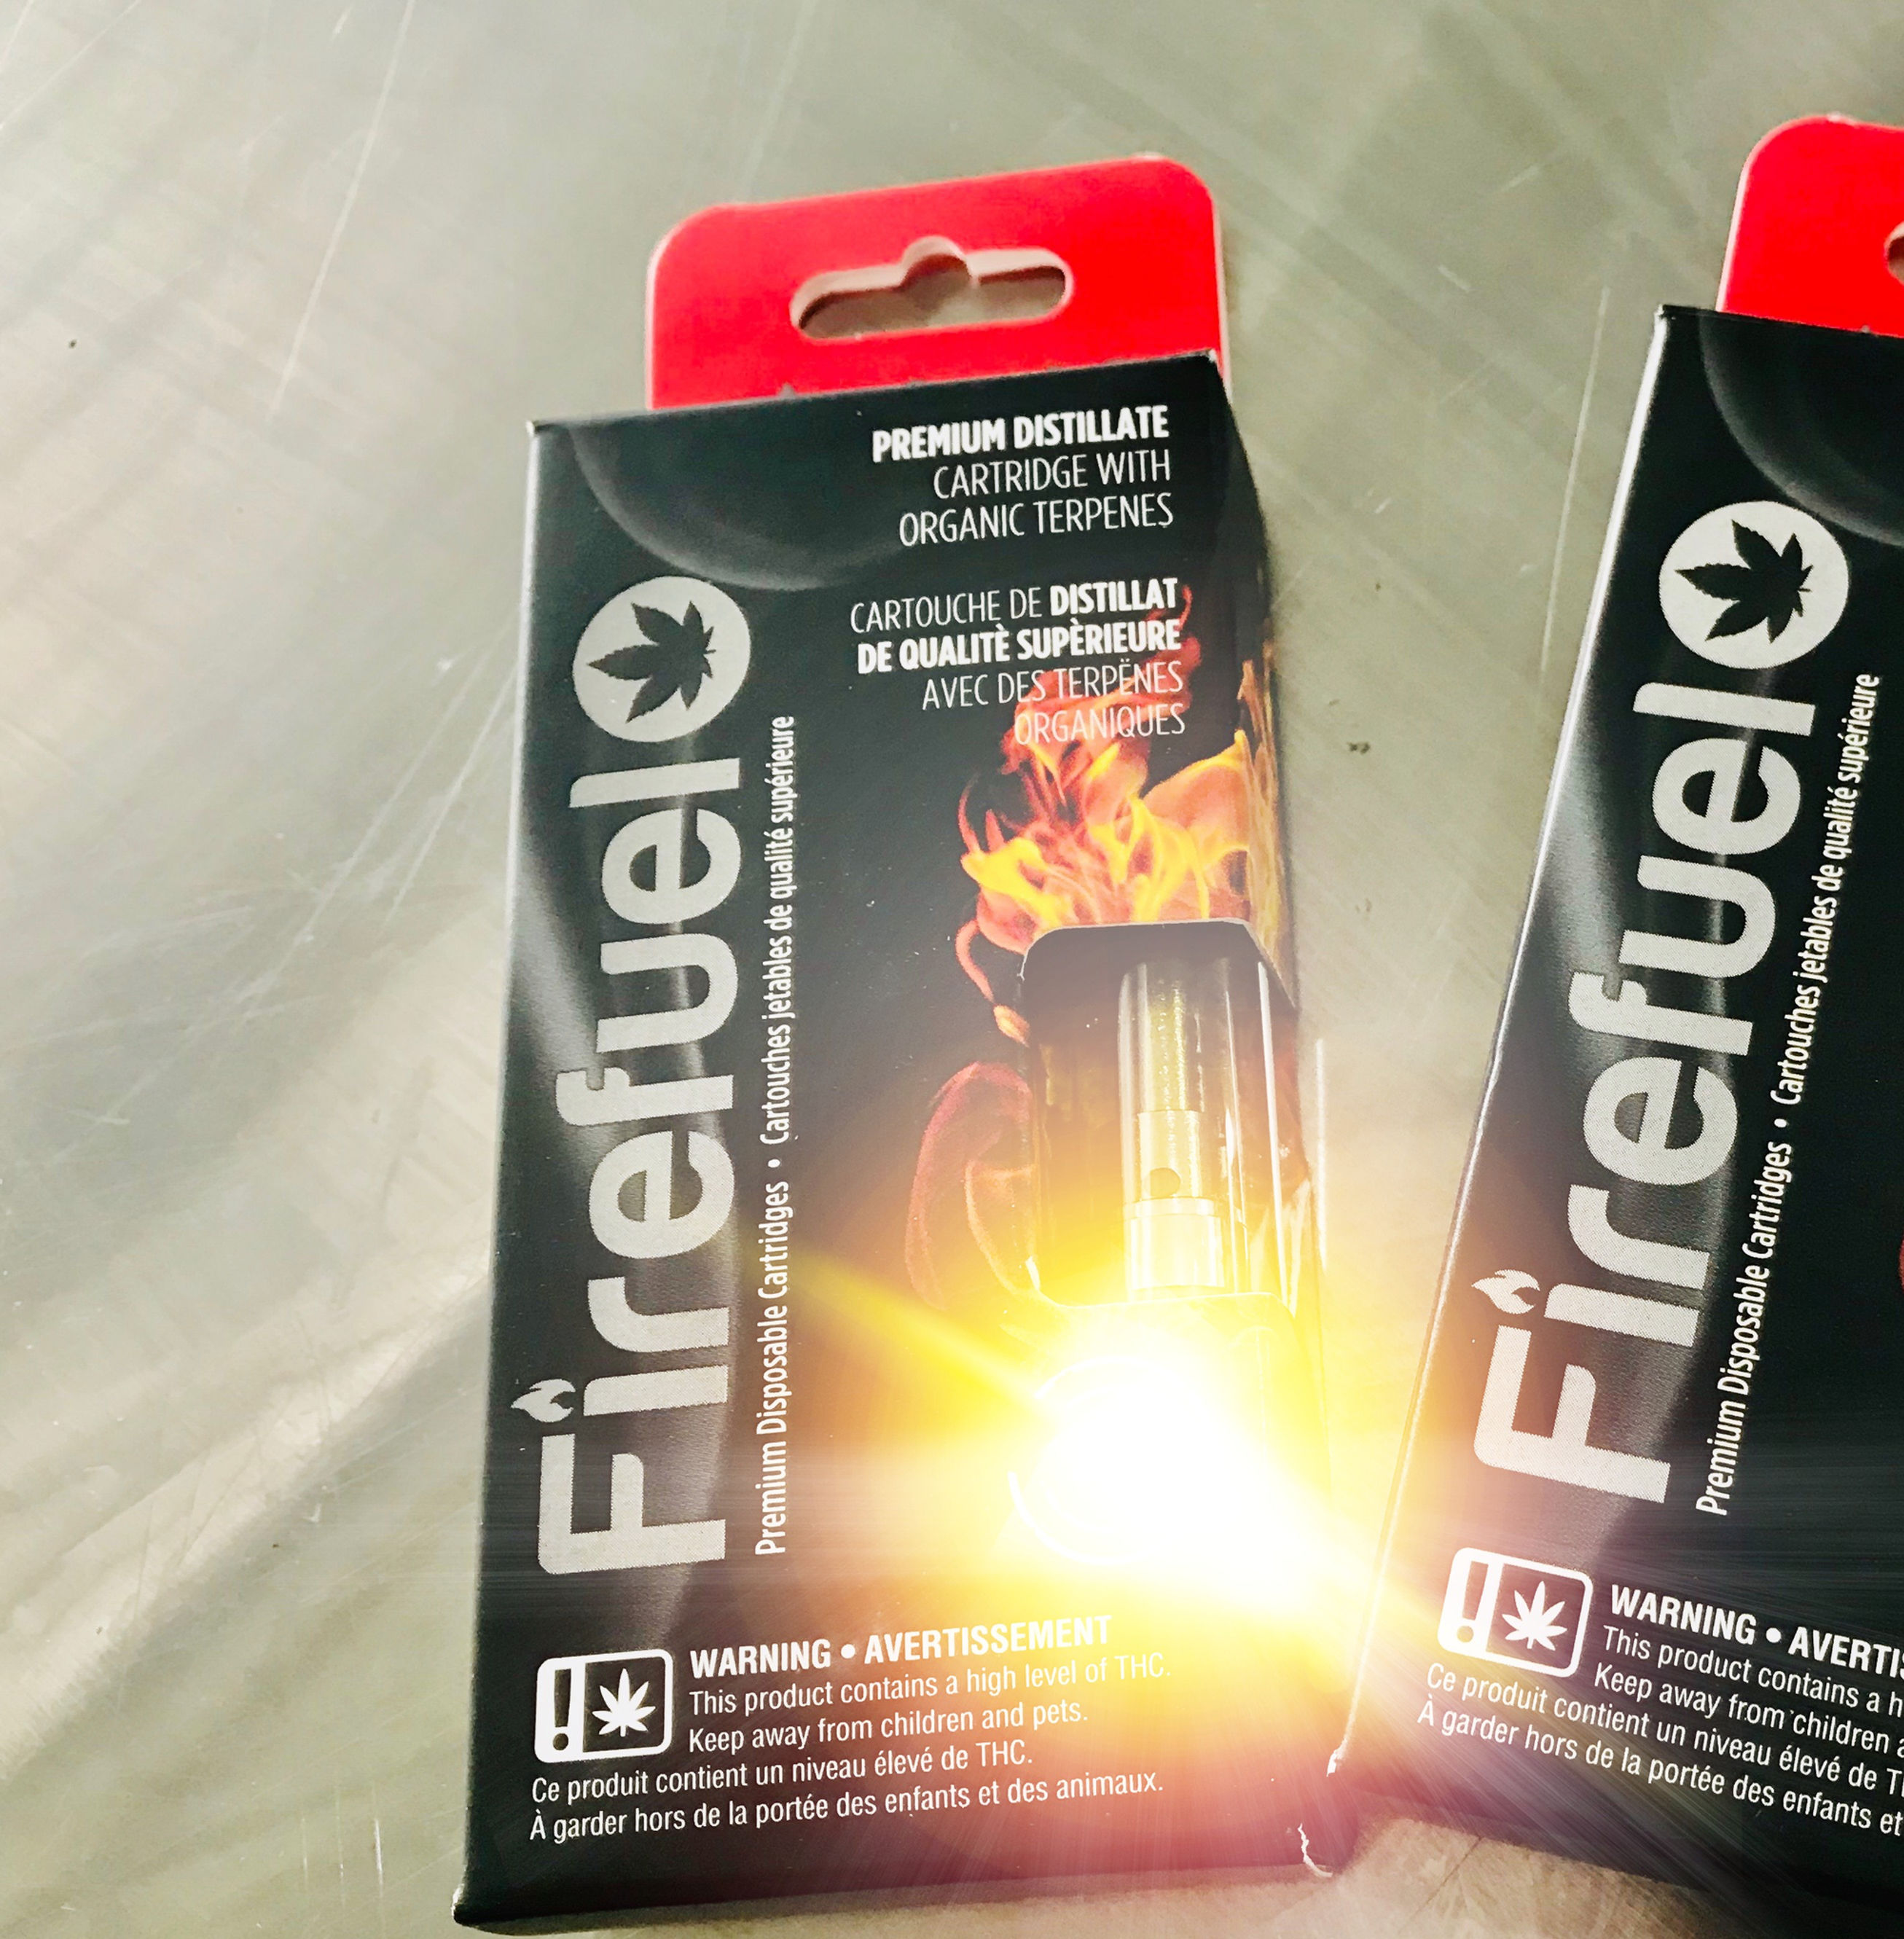 PREMIUM DISTILLATE
CARTRIDGE WITH
ORGANIC TERPENES
CARTOUCHE DE DISTILLAT
DE QUALITÈ SUPÈRIEURE
AVEC DES TERPËNES
ORGANIQUES
Firefuel
Premium Disposable Cartridges • Cartouches jetables de qualité supérieure
WARNING • AVERTISSEMENT
This product contains a high level of THC.
Keep away from children and pets.
Ce produit contient un niveau élevé de THC.
À garder hors de la portée des enfants et des animaux.
Firefuel
Premium Disposable Cartridges • Cartouches jetables de qualité supérieure
WARNING •
This product contains a
Keep away from children
Ce produit contient un niveau élevé de
À garder hors de la portée des enfants et